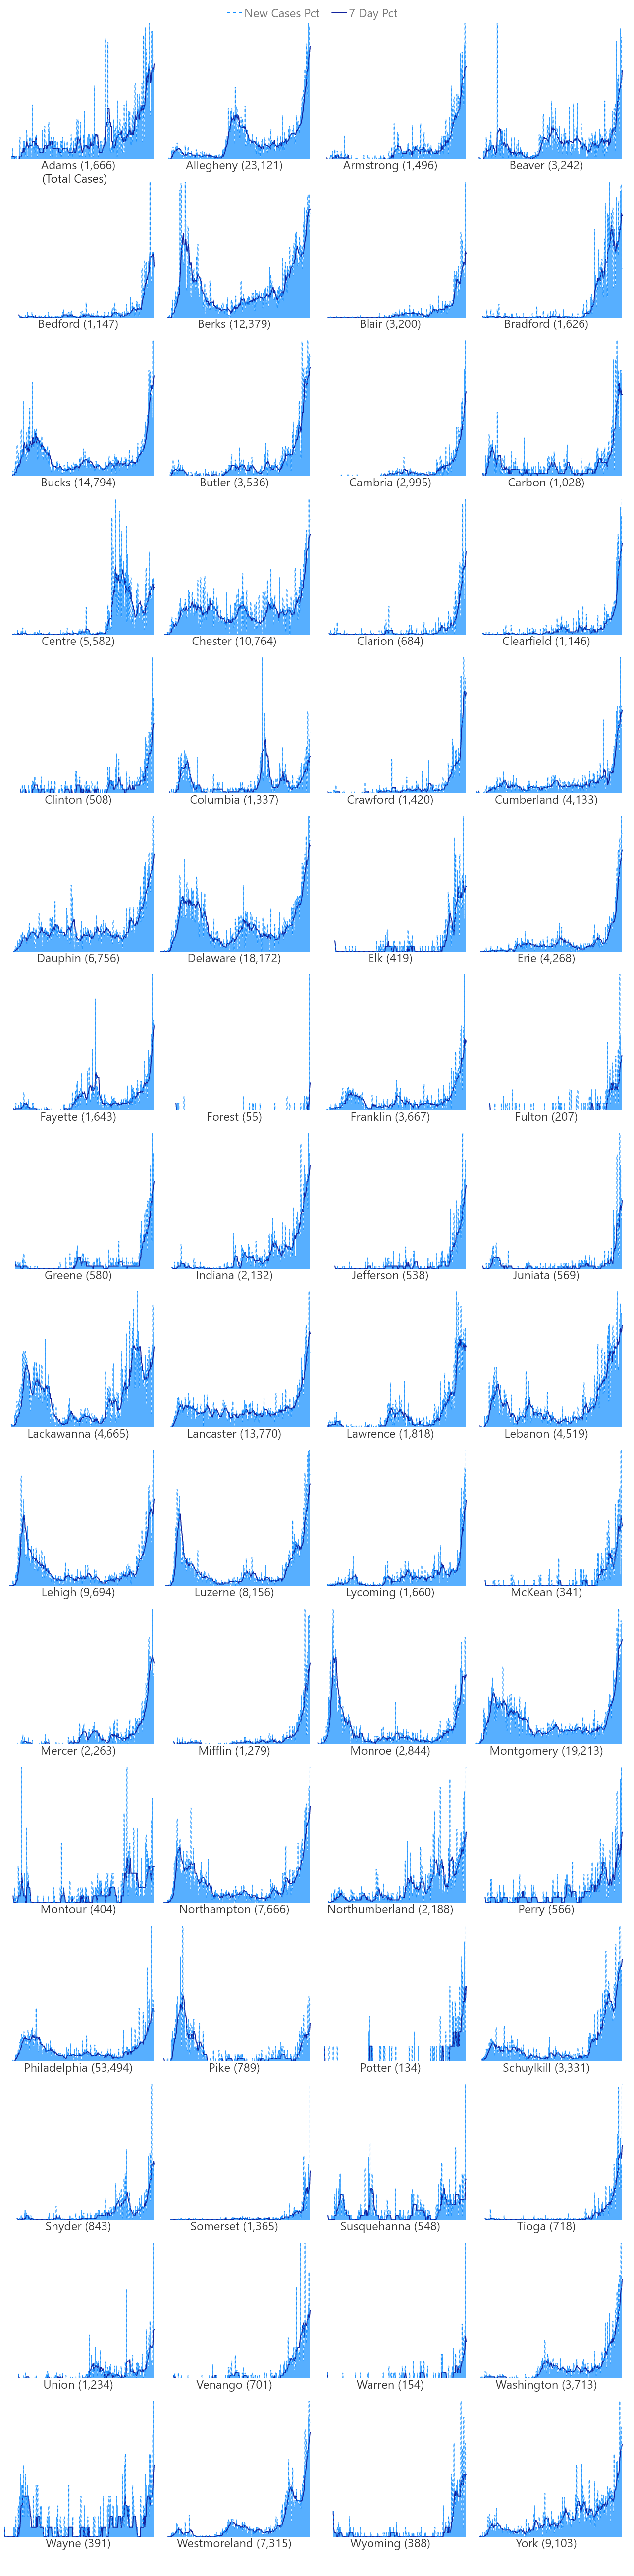 New Cases Pct 7 Day Pct
Adams (1,666) Allegheny (23,121) Armstrong (1,496) Beaver (3,242)
(Total Cases)
Bedford (1,147) Berks (12,379) Blair (3,200) Bradford (1,626)
Bucks (14,794) Butler (3,536) Cambria (2,995) Carbon (1,028)
Centre (5,582) Chester (10,764) Clarion (684) Clearfield (1,146)
Clinton (508) Columbia (1,337) Crawford (1,420) Cumberland (4,133)
Dauphin (6,756) Delaware (18,172) Elk (419) Erie (4,268)
Fayette (1,643) Forest (55) Franklin (3,667) Fulton (207)
Greene (580) Indiana (2,132) Jefferson (538) Juniata (569)
Lackawanna (4,665) Lancaster (13,770) Lawrence (1,818) Lebanon (4,519)
Lehigh (9,694) Luzerne (8,156) Lycoming (1,660) McKean (341)
Mercer (2,263) Mifflin (1,279) Monroe (2,844) Montgomery (19,213)
Montour (404) Northampton (7,666) Northumberland (2,188) Perry (566)
Philadelphia (53,494) Pike (789) Potter (134) Schuylkill (3,331)
Snyder (843) Somerset (1,365) Susquehanna (548) Tioga (718)
Union (1,234) Venango (701) Warren (154) Washington (3,713)
Wayne (391) Westmoreland (7,315) Wyoming (388) York (9,103)